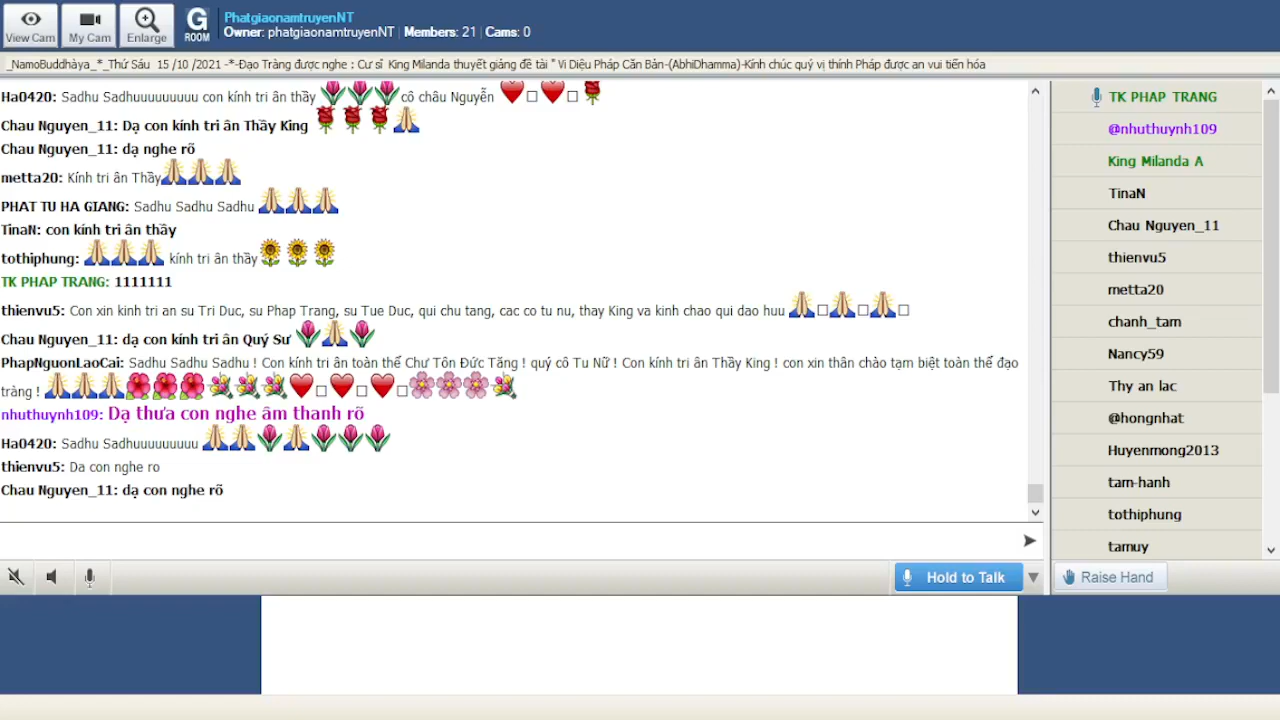 View Cam
My Cam
Enlarge
G
ROOM
PhatgiaonamtruyenNT
Owner: phatgiaonamtruyenNT | Members: 21 | Cams: 0
_NamoBuddhàya_*_Thứ Sáu 15 /10 /2021 -*-Đạo Tràng được nghe ; Cư sĩ King Milanda thuyết giảng đề tài " Vi Diệu Pháp Căn Bản-(AbhiDhamma)-Kính chúc quý vị thính Pháp được an vui tiến hóa
Ha0420: Sadhu Sadhuuuuuuuuu con kính tri ân thầy 🌷🌷🌷 cô châu Nguyễn ❤□❤□🌹
Chau Nguyen_11: Dạ con kính tri ân Thầy King 🌹🌹🌹🙏
Chau Nguyen_11: dạ nghe rõ
metta20: Kính tri ân Thầy🙏🙏🙏
PHAT TU HA GIANG: Sadhu Sadhu Sadhu 🙏🙏🙏
TinaN: con kính tri ân thầy
tothiphung: 🙏🙏🙏 kính tri ân thầy🌻🌻🌻
TK PHAP TRANG: 1111111
thienvu5: Con xin kinh tri an su Tri Duc, su Phap Trang, su Tue Duc, qui chu tang, cac co tu nu, thay King va kinh chao qui dao huu 🙏□🙏□🙏□
Chau Nguyen_11: dạ con kính tri ân Quý Sư 🌷🙏🌷
PhapNguonLaoCai: Sadhu Sadhu Sadhu ! Con kính tri ân toàn thể Chư Tôn Đức Tăng ! quý cô Tu Nữ ! Con kính tri ân Thầy King ! con xin thân chào tạm biệt toàn thể đạo
tràng ! 🙏🙏🙏🌺🌺🌺💐💐💐❤□❤□❤□🌸🌸🌸💐
nhuthuynh109: Dạ thưa con nghe âm thanh rõ
Ha0420: Sadhu Sadhuuuuuuuuu 🙏🙏🌷🙏🌷🌷🌷
thienvu5: Da con nghe ro
Chau Nguyen_11: dạ con nghe rõ
TK PHAP TRANG
@nhuthuynh109
King Milanda A
TinaN
Chau Nguyen_11
thienvu5
metta20
chanh_tam
Nancy59
Thy an lac
@hongnhat
Huyenmong2013
tam-hanh
tothiphung
tamuy
Hold to Talk
Raise Hand